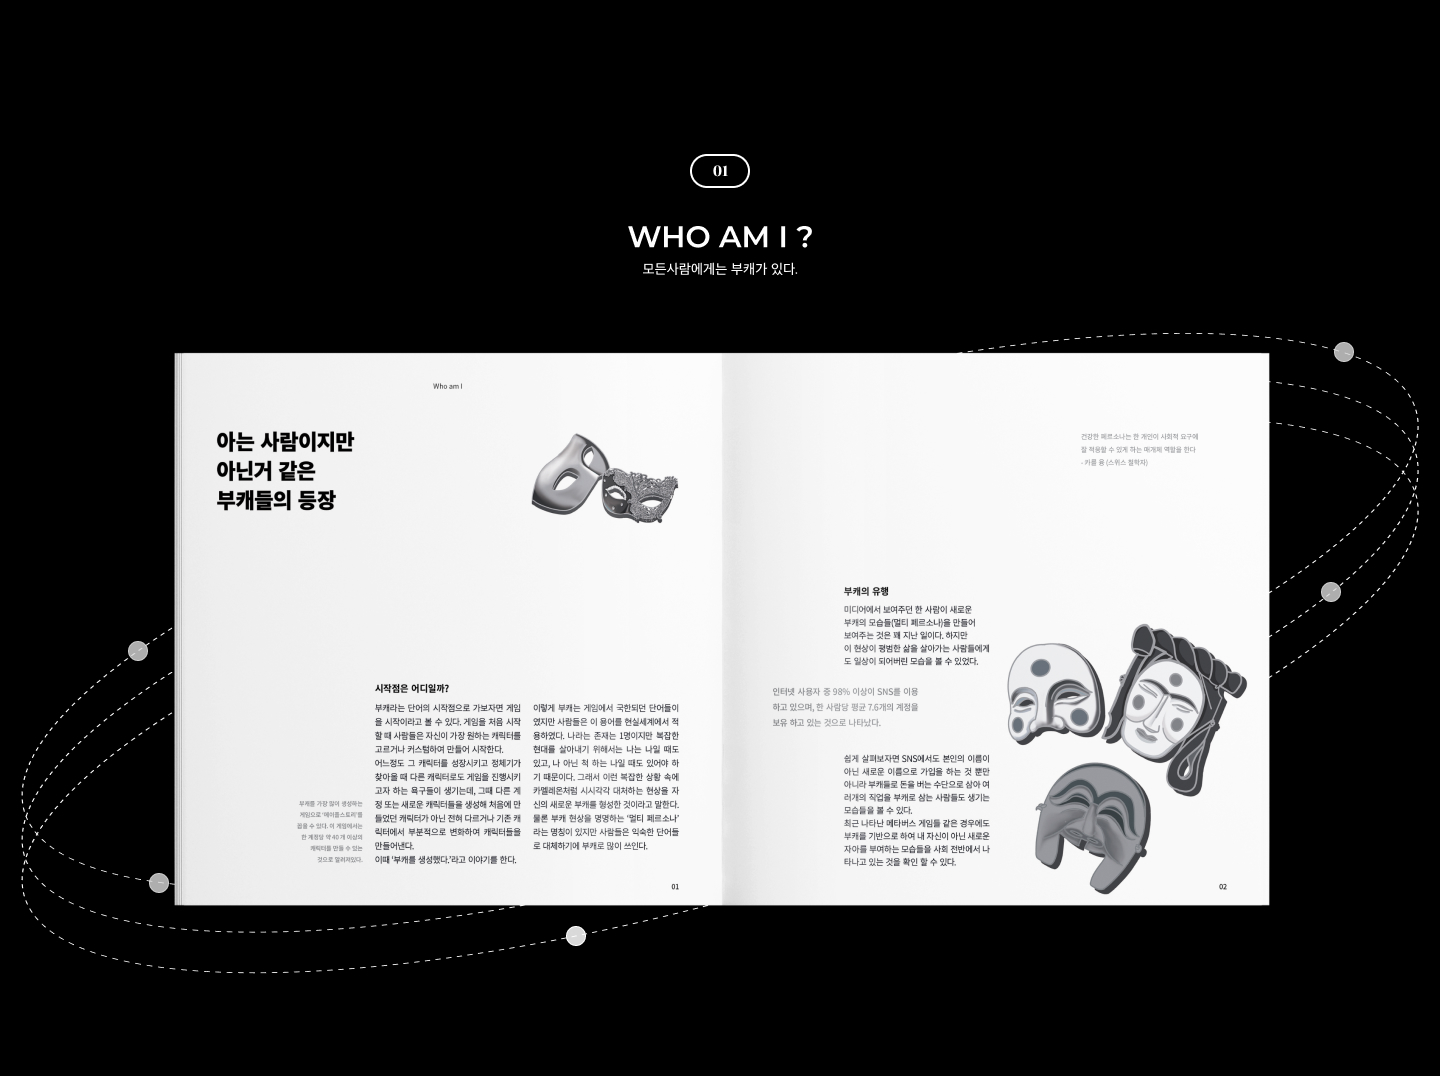 01
WHO AM I ?
모든사람에게는 부캐가 있다.
Who am I
아는 사람이지만
아닌거 같은
부캐들의 등장
시작점은 어디일까?
부캐라는 단어의 시작점으로 가보자면 게임
을 시작이라고 볼 수 있다. 게임을 처음 시작
할 때 사람들은 자신이 가장 원하는 캐릭터를
고르거나 커스텀하여 만들어 시작한다.
어느정도 그 캐릭터를 성장시키고 정체기가
찾아올 때 다른 캐릭터로도 게임을 진행시키
고자 하는 욕구들이 생기는데, 그때 다른 계
정 또는 새로운 캐릭터들을 생성해 처음에 만
들었던 캐릭터가 아닌 전혀 다르거나 기존 캐
릭터에서 부분적으로 변화하여 캐릭터들을
만들어낸다.
이때 '부캐를 생성했다.'라고 이야기를 한다.
이렇게 부캐는 게임에서 국한되던 단어들이
였지만 사람들은 이 용어를 현실세계에서 적
용하였다. 나라는 존재는 1명이지만 복잡한
현대를 살아내기 위해서는 나는 나일 때도
있고, 나 아닌 척 하는 나일 때도 있어야 하
기 때문이다. 그래서 이런 복잡한 상황 속에
카멜레온처럼 시시각각 대처하는 현상을 자
신의 새로운 부캐를 형성한 것이라고 말한다.
물론 부캐 현상을 명명하는 '멀티 페르소나'
라는 명칭이 있지만 사람들은 익숙한 단어들
로 대체하기에 부캐로 많이 쓰인다.
부캐를 가장 많이 생성하는
게임으로 '메이플스토리'를
꼽을 수 있다. 이 게임에서는
한 계정당 약 40 개 이상의
캐릭터를 만들 수 있는
것으로 알려져있다.
01
건강한 페르소나는 한 개인이 사회적 요구에
잘 적응할 수 있게 하는 매개체 역할을 한다
- 카를 융 (스위스 철학자)
부캐의 유행
미디어에서 보여주던 한 사람이 새로운
부캐의 모습들(멀티 페르소나)을 만들어
보여주는 것은 꽤 지난 일이다. 하지만
이 현상이 평범한 삶을 살아가는 사람들에게
도 일상이 되어버린 모습을 볼 수 있었다.
인터넷 사용자 중 98% 이상이 SNS를 이용
하고 있으며, 한 사람당 평균 7.6개의 계정을
보유 하고 있는 것으로 나타났다.
쉽게 살펴보자면 SNS에서도 본인의 이름이
아닌 새로운 이름으로 가입을 하는 것 뿐만
아니라 부캐들로 돈을 버는 수단으로 삼아 여
러개의 직업을 부캐로 삼는 사람들도 생기는
모습들을 볼 수 있다.
최근 나타난 메타버스 게임들 같은 경우에도
부캐를 기반으로 하여 내 자신이 아닌 새로운
자아를 부여하는 모습들을 사회 전반에서 나
타나고 있는 것을 확인 할 수 있다.
02